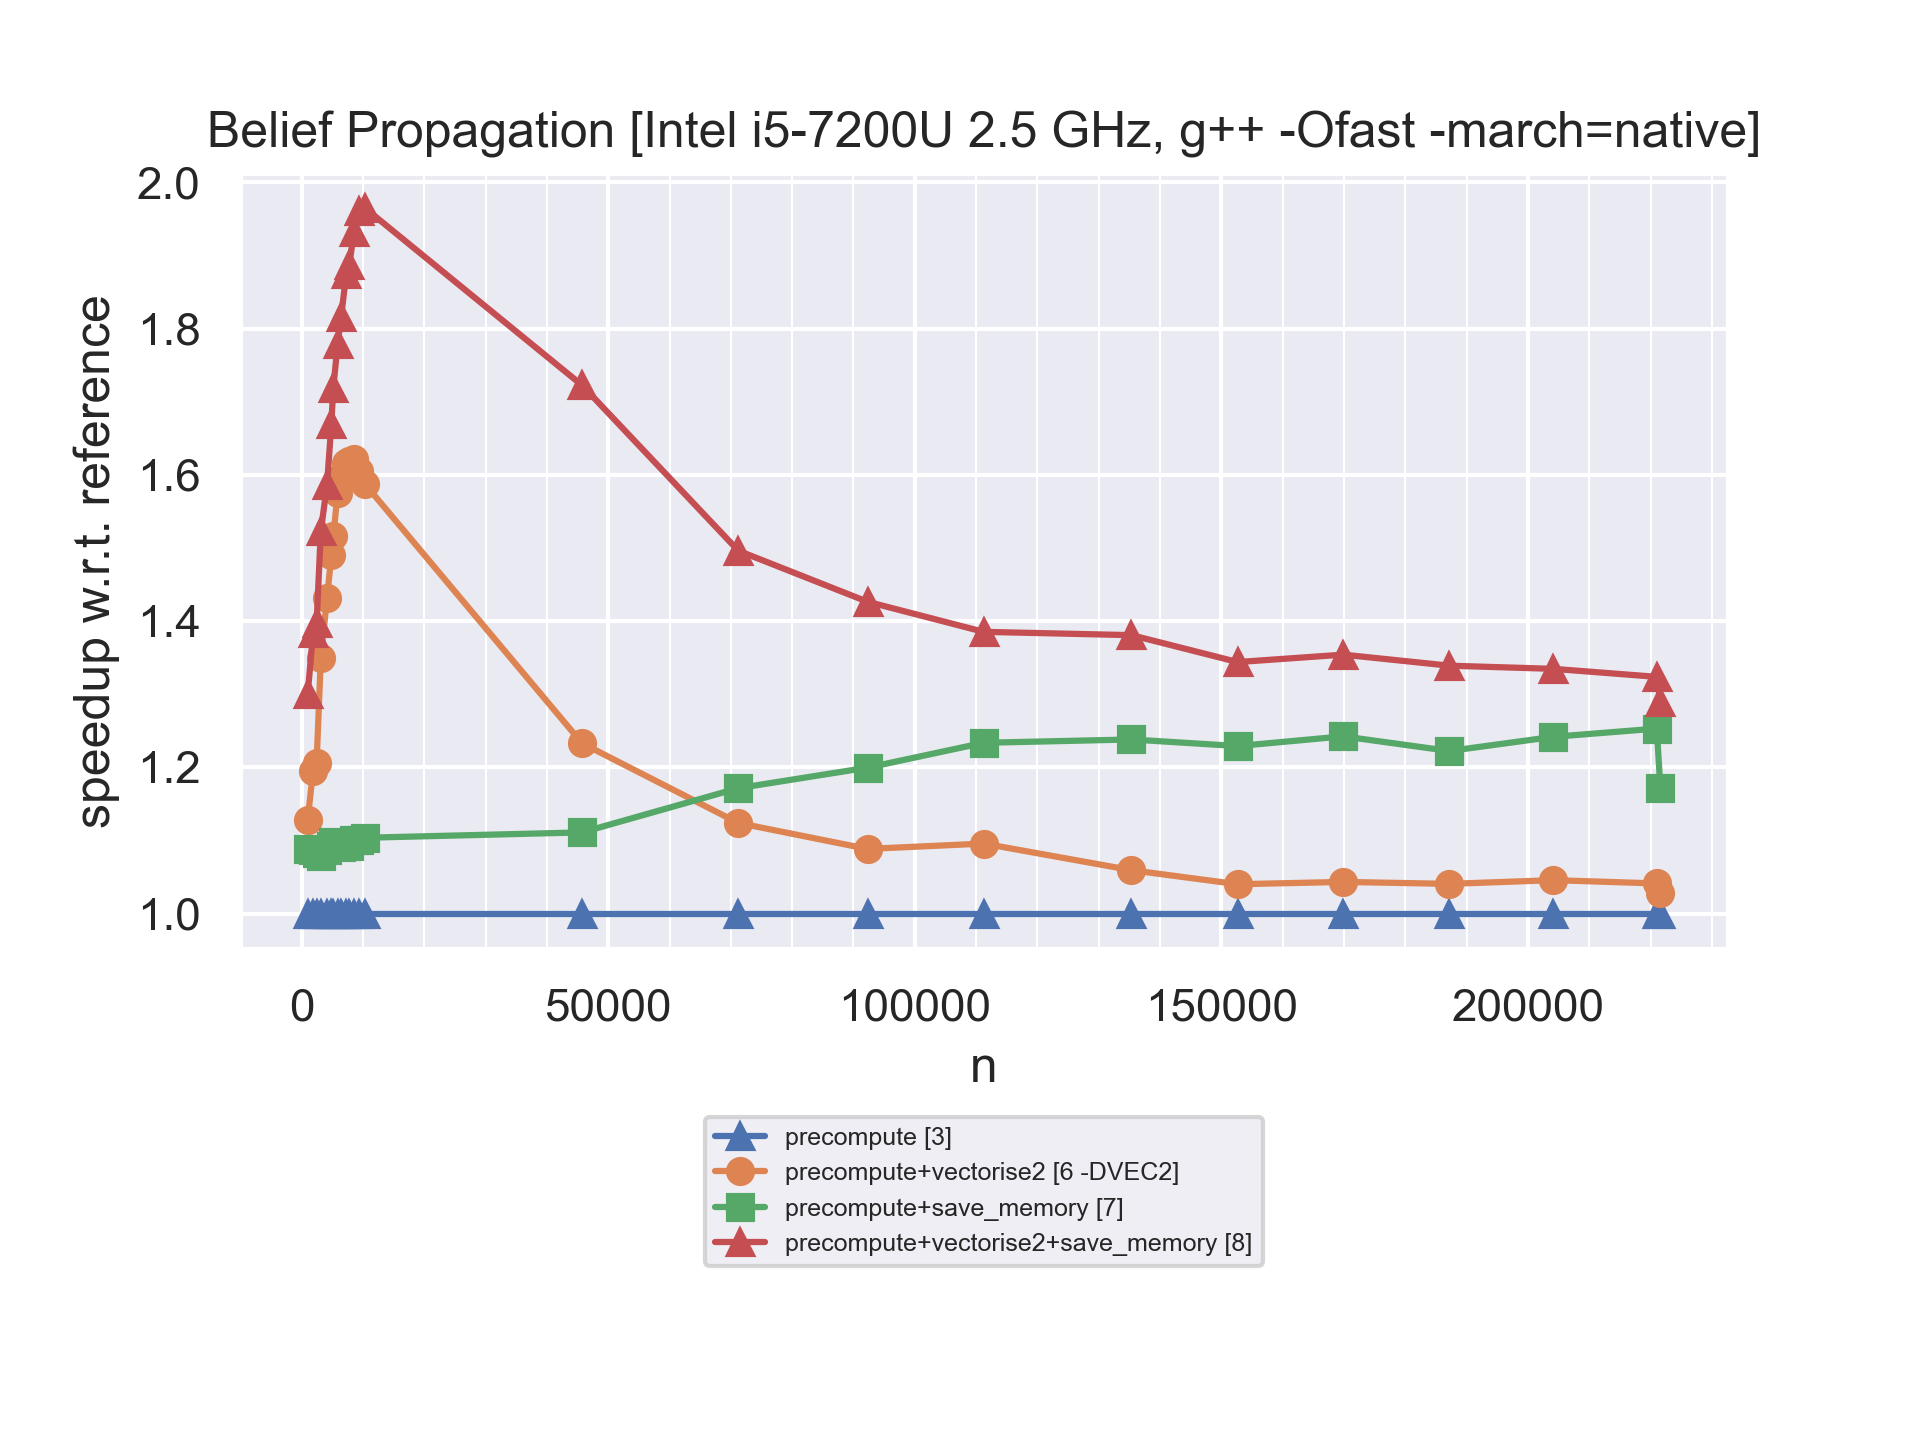 Belief Propagation [Intel i5-7200U 2.5 GHz, g++ -Ofast -march=native]
speedup w.r.t. reference
2.0
1.8
1.6
1.4
1.2
1.0
0 50000 100000 150000 200000
n
precompute [3]
precompute+vectorise2 [6 -DVEC2]
precompute+save_memory [7]
precompute+vectorise2+save_memory [8]